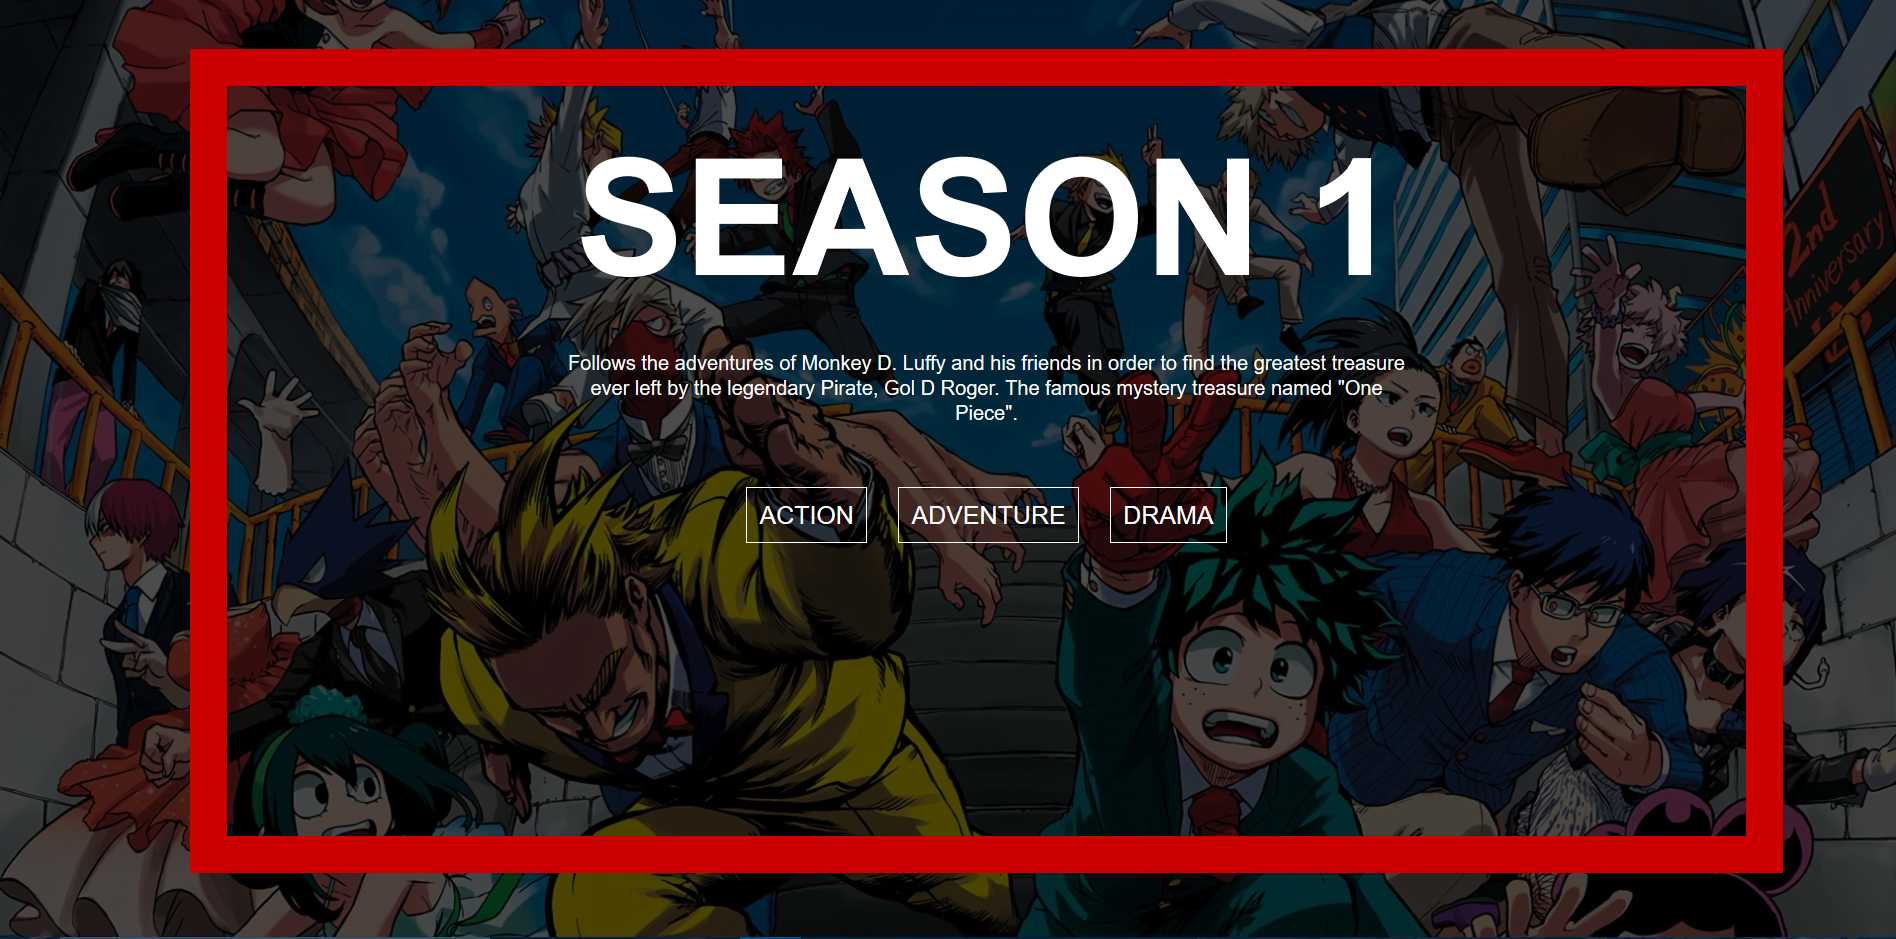 SEASON 1
2nd
Anniversary
Follows the adventures of Monkey D. Luffy and his friends in order to find the greatest treasure
ever left by the legendary Pirate, Gol D Roger. The famous mystery treasure named "One
Piece".
ACTION ADVENTURE DRAMA